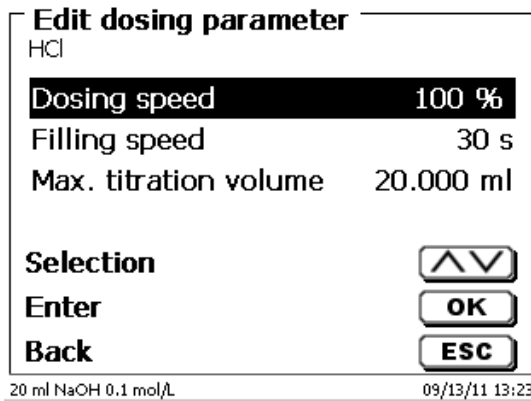 Edit dosing parameter
HCl
Dosing speed 100 %
Filling speed 30 s
Max. titration volume 20.000 ml
Selection
Enter OK
Back ESC
20 ml NaOH 0.1 mol/L 09/13/11 13:23